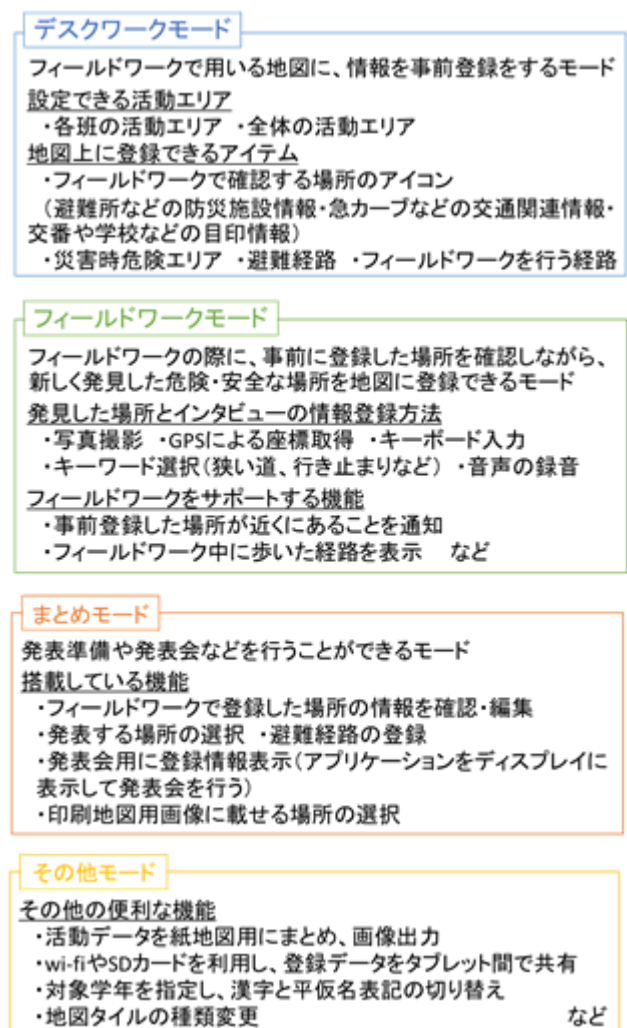 デスクワークモード
フィールドワークで用いる地図に、情報を事前登録をするモード
設定できる活動エリア
・各班の活動エリア ・全体の活動エリア
地図上に登録できるアイテム
・フィールドワークで確認する場所のアイコン
（避難所などの防災施設情報・急カーブなどの交通関連情報・
交番や学校などの目印情報）
・災害時危険エリア ・避難経路 ・フィールドワークを行う経路
フィールドワークモード
フィールドワークの際に、事前に登録した場所を確認しながら、
新しく発見した危険・安全な場所を地図に登録できるモード
発見した場所とインタビューの情報登録方法
・写真撮影 ・GPSによる座標取得 ・キーボード入力
・キーワード選択（狭い道、行き止まりなど） ・音声の録音
フィールドワークをサポートする機能
・事前登録した場所が近くにあることを通知
・フィールドワーク中に歩いた経路を表示 など
まとめモード
発表準備や発表会などを行うことができるモード
搭載している機能
・フィールドワークで登録した場所の情報を確認・編集
・発表する場所の選択 ・避難経路の登録
・発表会用に登録情報表示（アプリケーションをディスプレイに
表示して発表会を行う）
・印刷地図用画像に載せる場所の選択
その他モード
その他の便利な機能
・活動データを紙地図用にまとめ、画像出力
・wi-fiやSDカードを利用し、登録データをタブレット間で共有
・対象学年を指定し、漢字と平仮名表記の切り替え
・地図タイルの種類変更 など